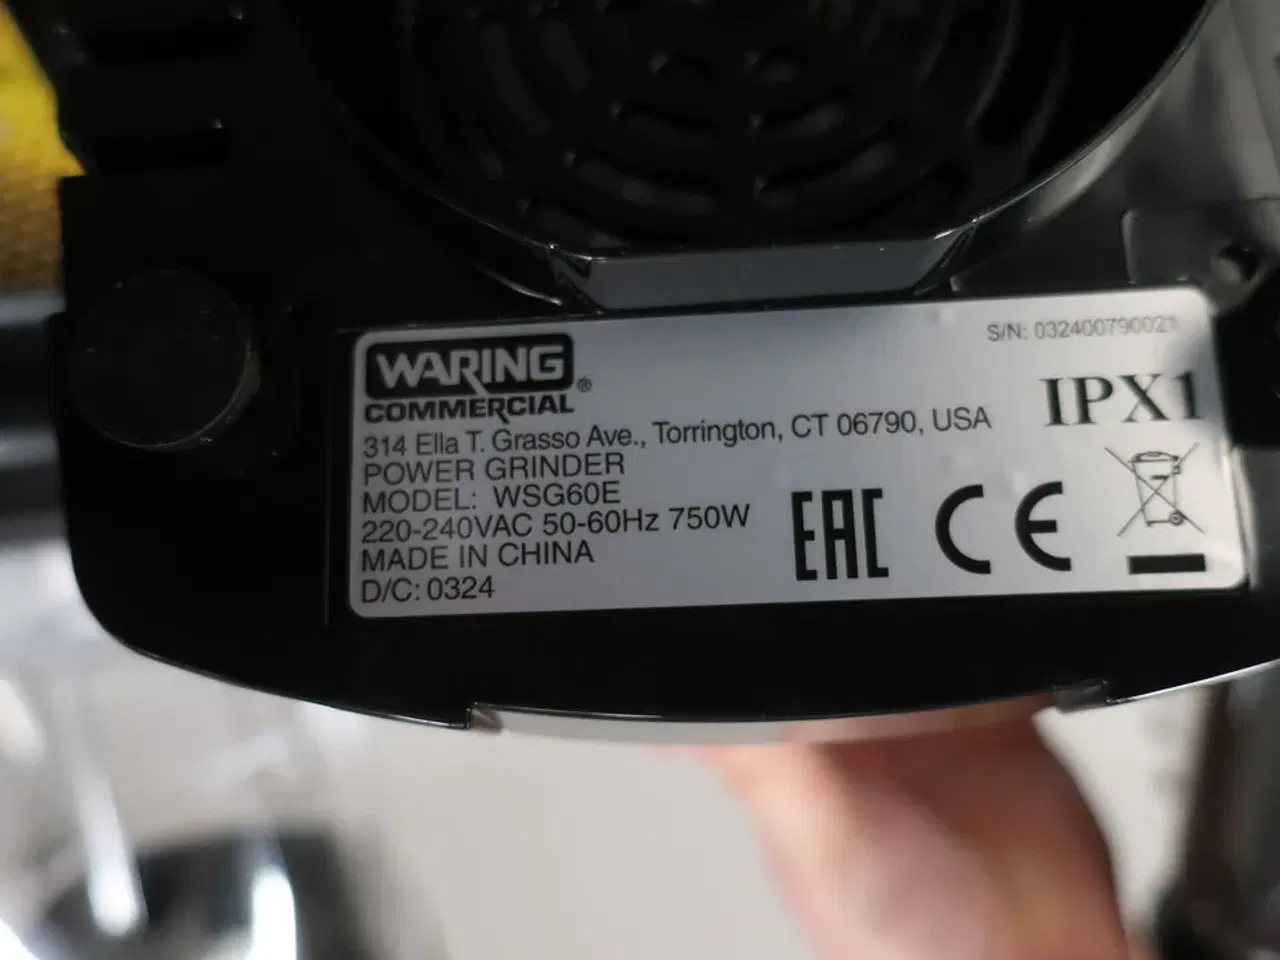 S/N: 032400790021
WARING®
COMMERCIAL
IPX1
314 Ella T. Grasso Ave., Torrington, CT 06790, USA
POWER GRINDER
MODEL: WSG60E
220-240VAC 50-60Hz 750W
MADE IN CHINA
D/C: 0324
EAC CE